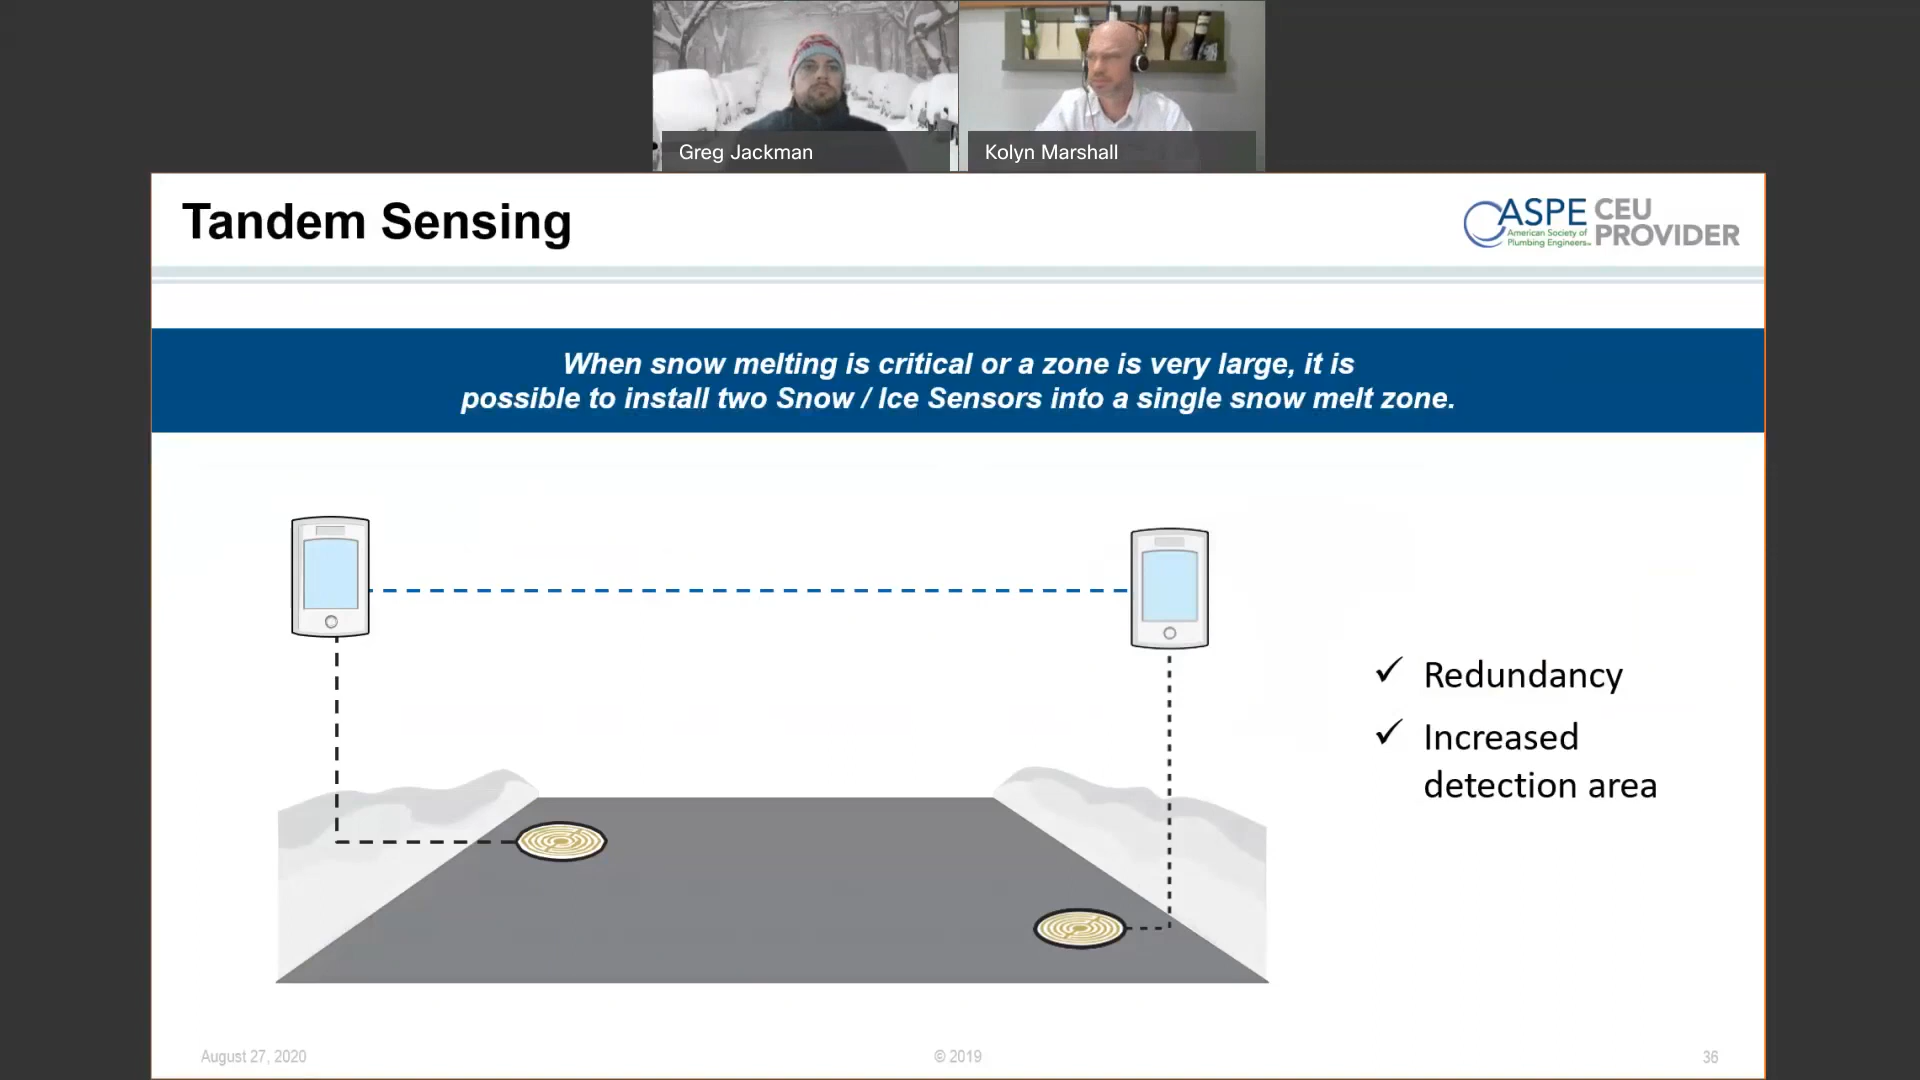 Greg Jackman
Kolyn Marshall
Tandem Sensing
ASPE
American Society of
Plumbing Engineers
CEU
PROVIDER
When snow melting is critical or a zone is very large, it is
possible to install two Snow / Ice Sensors into a single snow melt zone.
✓ Redundancy
✓ Increased
detection area
August 27, 2020
© 2019
36